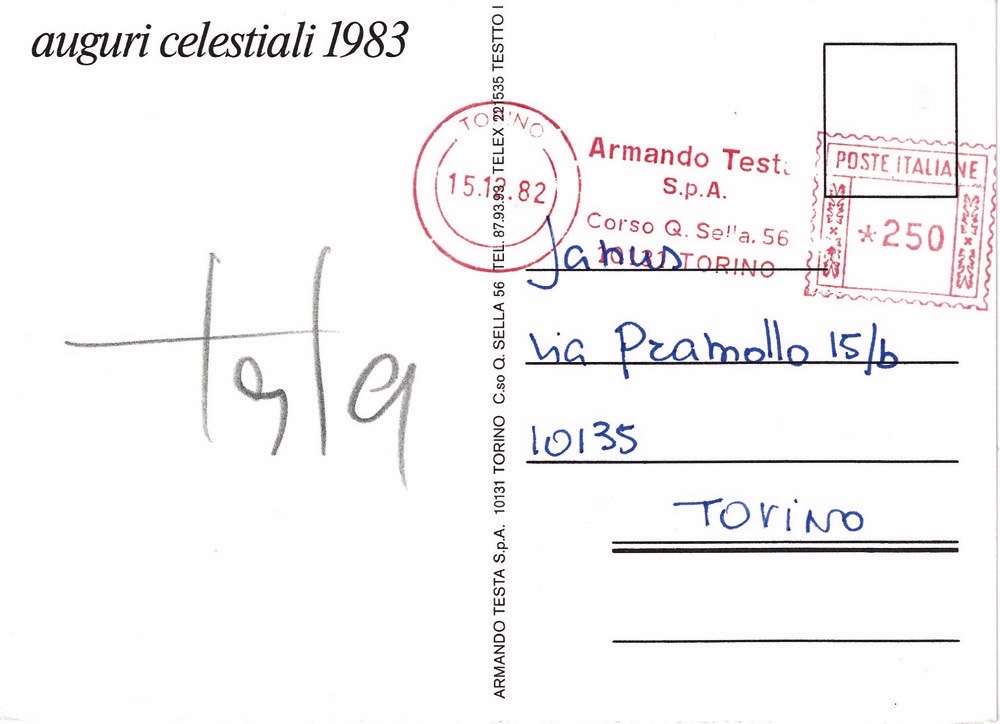 auguri celestiali 1983
testa
ARMANDO TESTA S.p.A. 10131 TORINO C.so Q. SELLA 56 TEL. 87.93.93 TELEX 221535 TESTTO I
TORINO
15.12.82
Armando Testa
S.p.A.
Corso Q. Sella, 56
10131 TORINO
POSTE ITALIANE
*250
Janus
Via Pramollo 15/b
10135
Torino